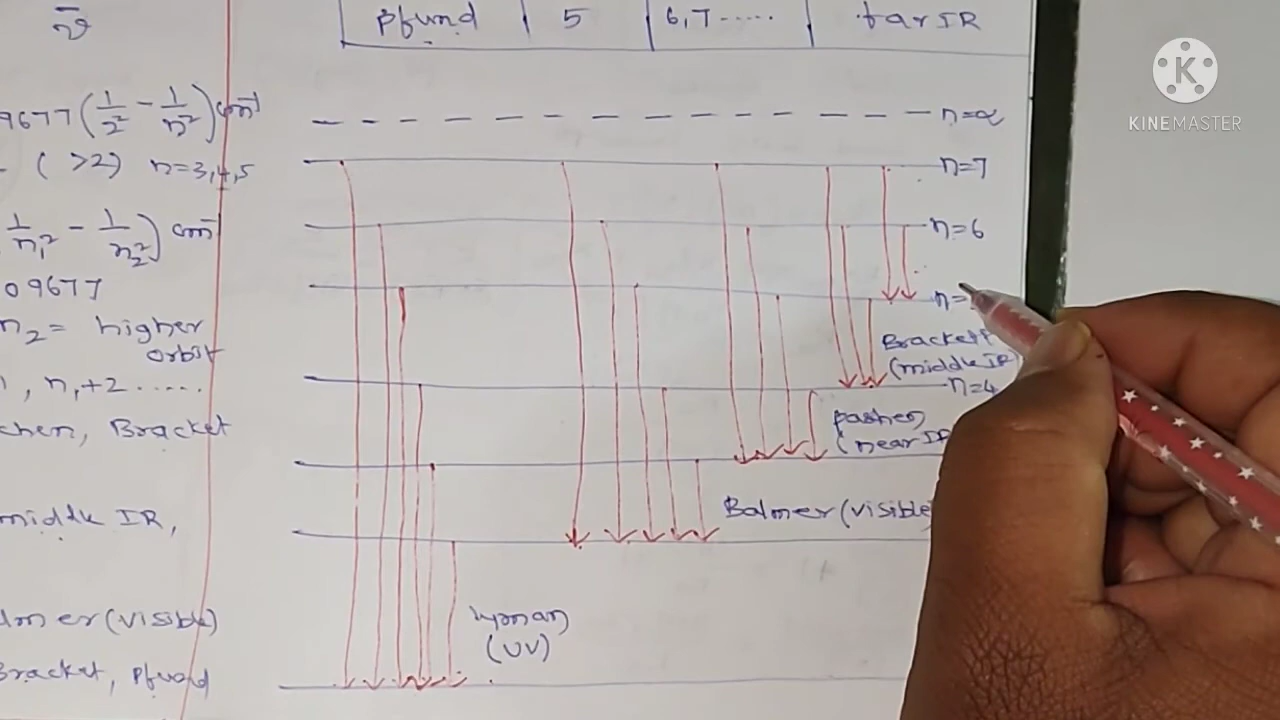 ν̄
Pfund 5 6,7..... far IR
9677 (1/2² - 1/n²) cm⁻¹
(>2) n=3,4,5
1/n₁² - 1/n₂²) cm⁻¹
09677
n₂ = higher
orbit
, n₁+2 .....
chen, Bracket
middle IR,
lmer (visible)
Bracket, Pfund
n=α
n=7
n=6
n=
Bracket
(middle IR)
n=4
pashen
(near IR
Balmer (visible)
lyman
(UV)
K
KINEMASTER